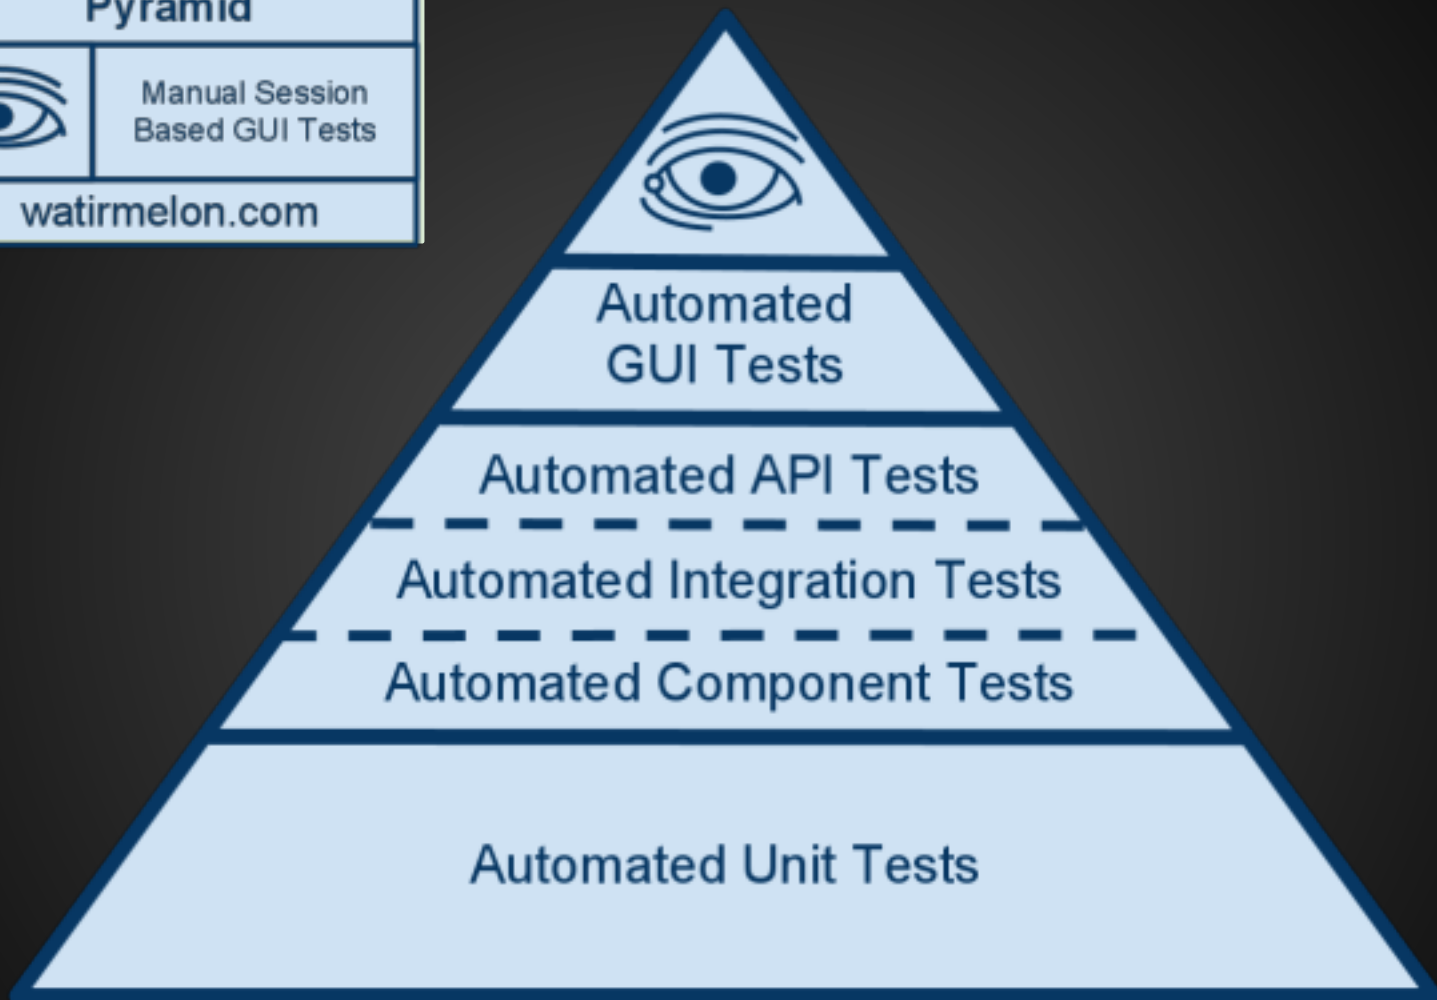 Pyramid
Manual Session
Based GUI Tests
watirmelon.com
Automated
GUI Tests
Automated API Tests
Automated Integration Tests
Automated Component Tests
Automated Unit Tests